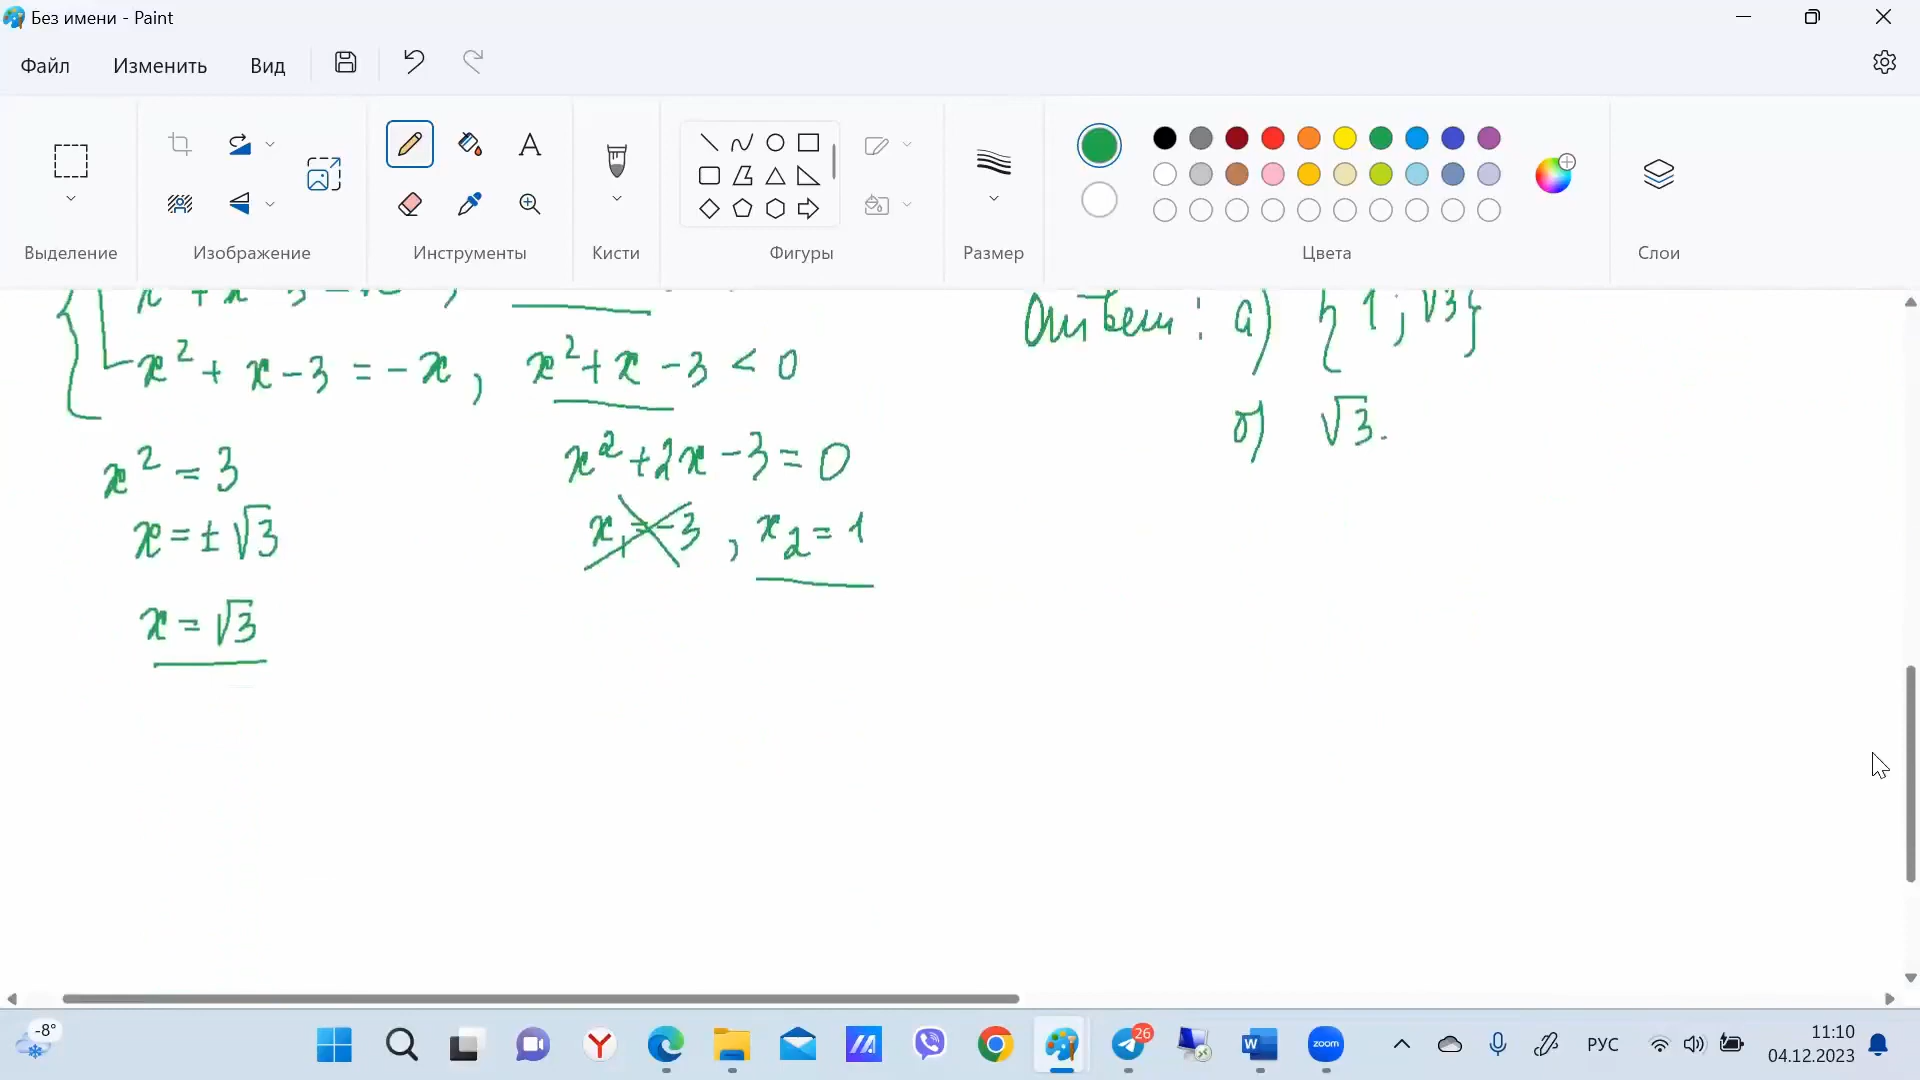 Без имени - Paint
Файл Изменить Вид
Выделение Изображение Инструменты Кисти Фигуры Размер Цвета Слои
x² + x - 3 = -x, x² + x - 3 < 0
x² = 3
x = ± √3
x = √3
x² + 2x - 3 = 0
x₁ = -3, x₂ = 1
Ответ: а) { 1 ; √3}
б) √3.
-8°
26
zoom
РУС
11:10
04.12.2023